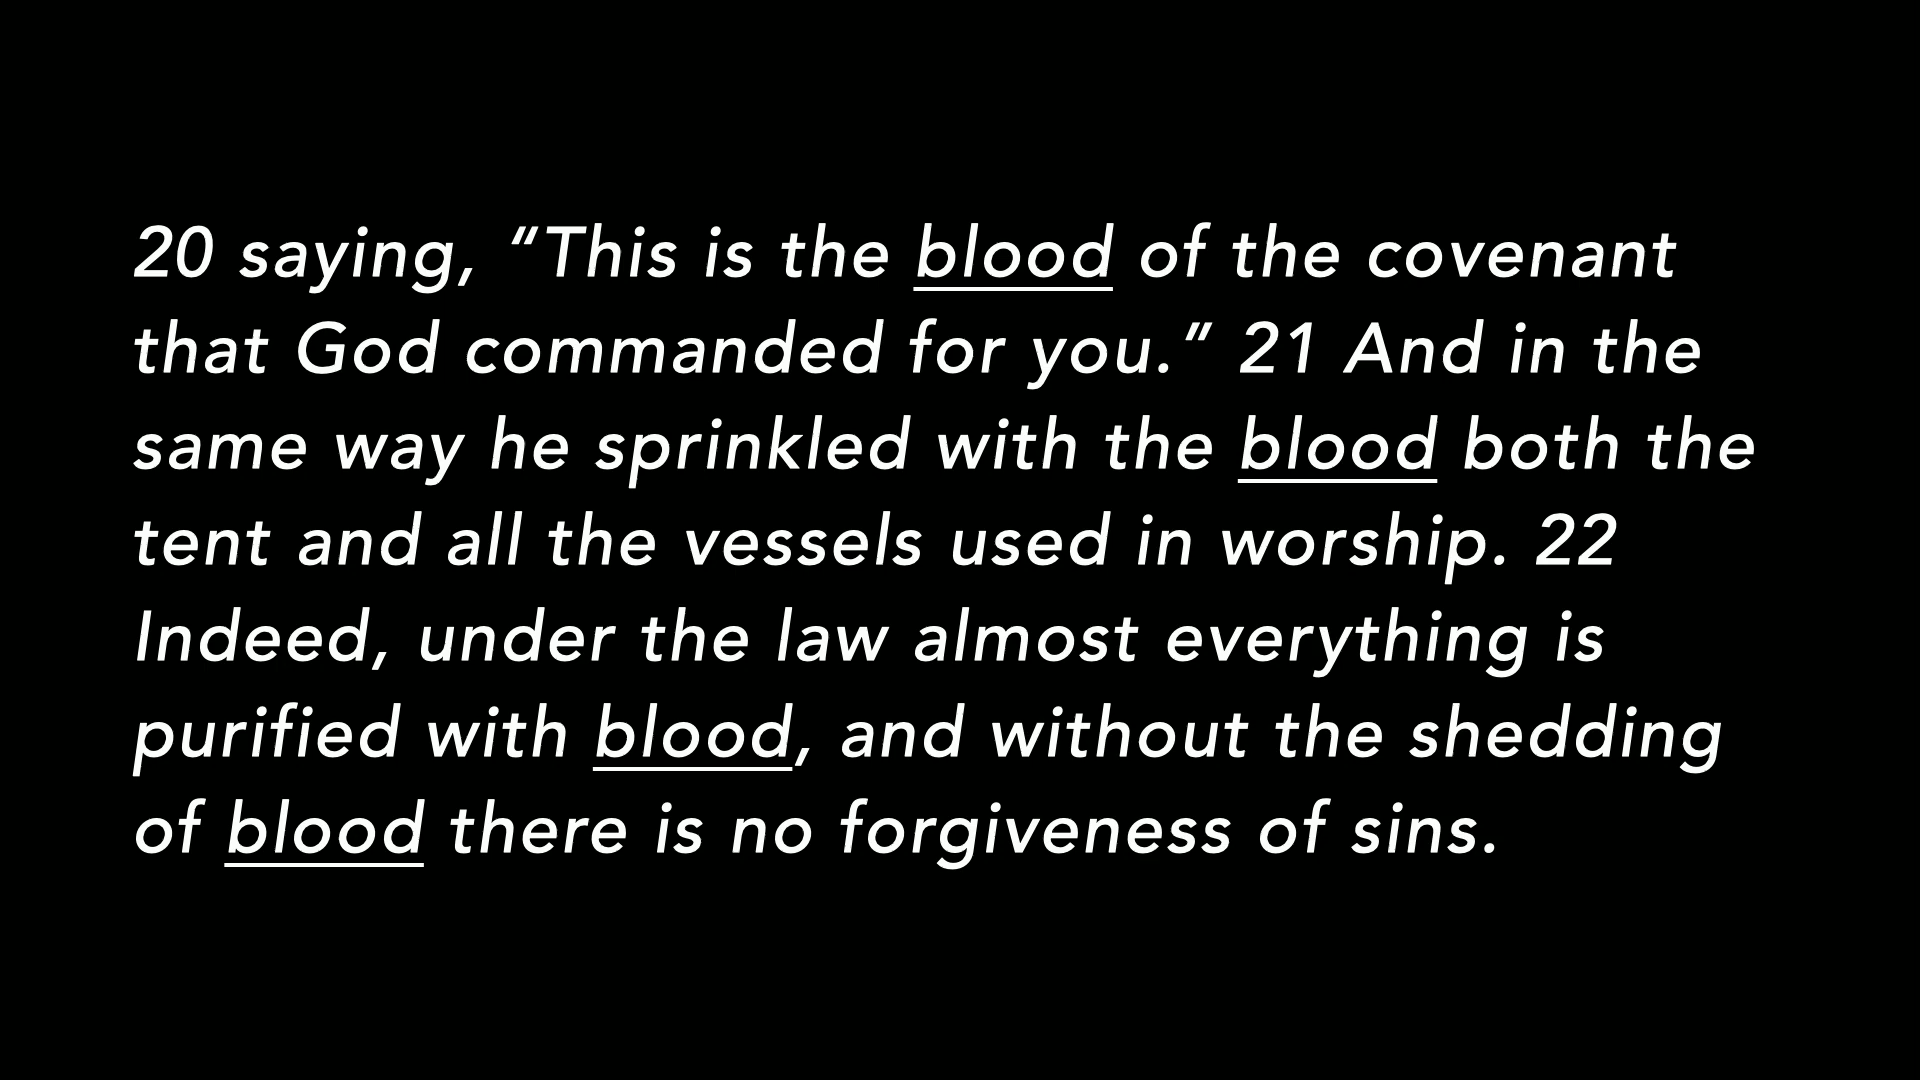 20 saying, “This is the blood of the covenant
that God commanded for you.” 21 And in the
same way he sprinkled with the blood both the
tent and all the vessels used in worship. 22
Indeed, under the law almost everything is
purified with blood, and without the shedding
of blood there is no forgiveness of sins.